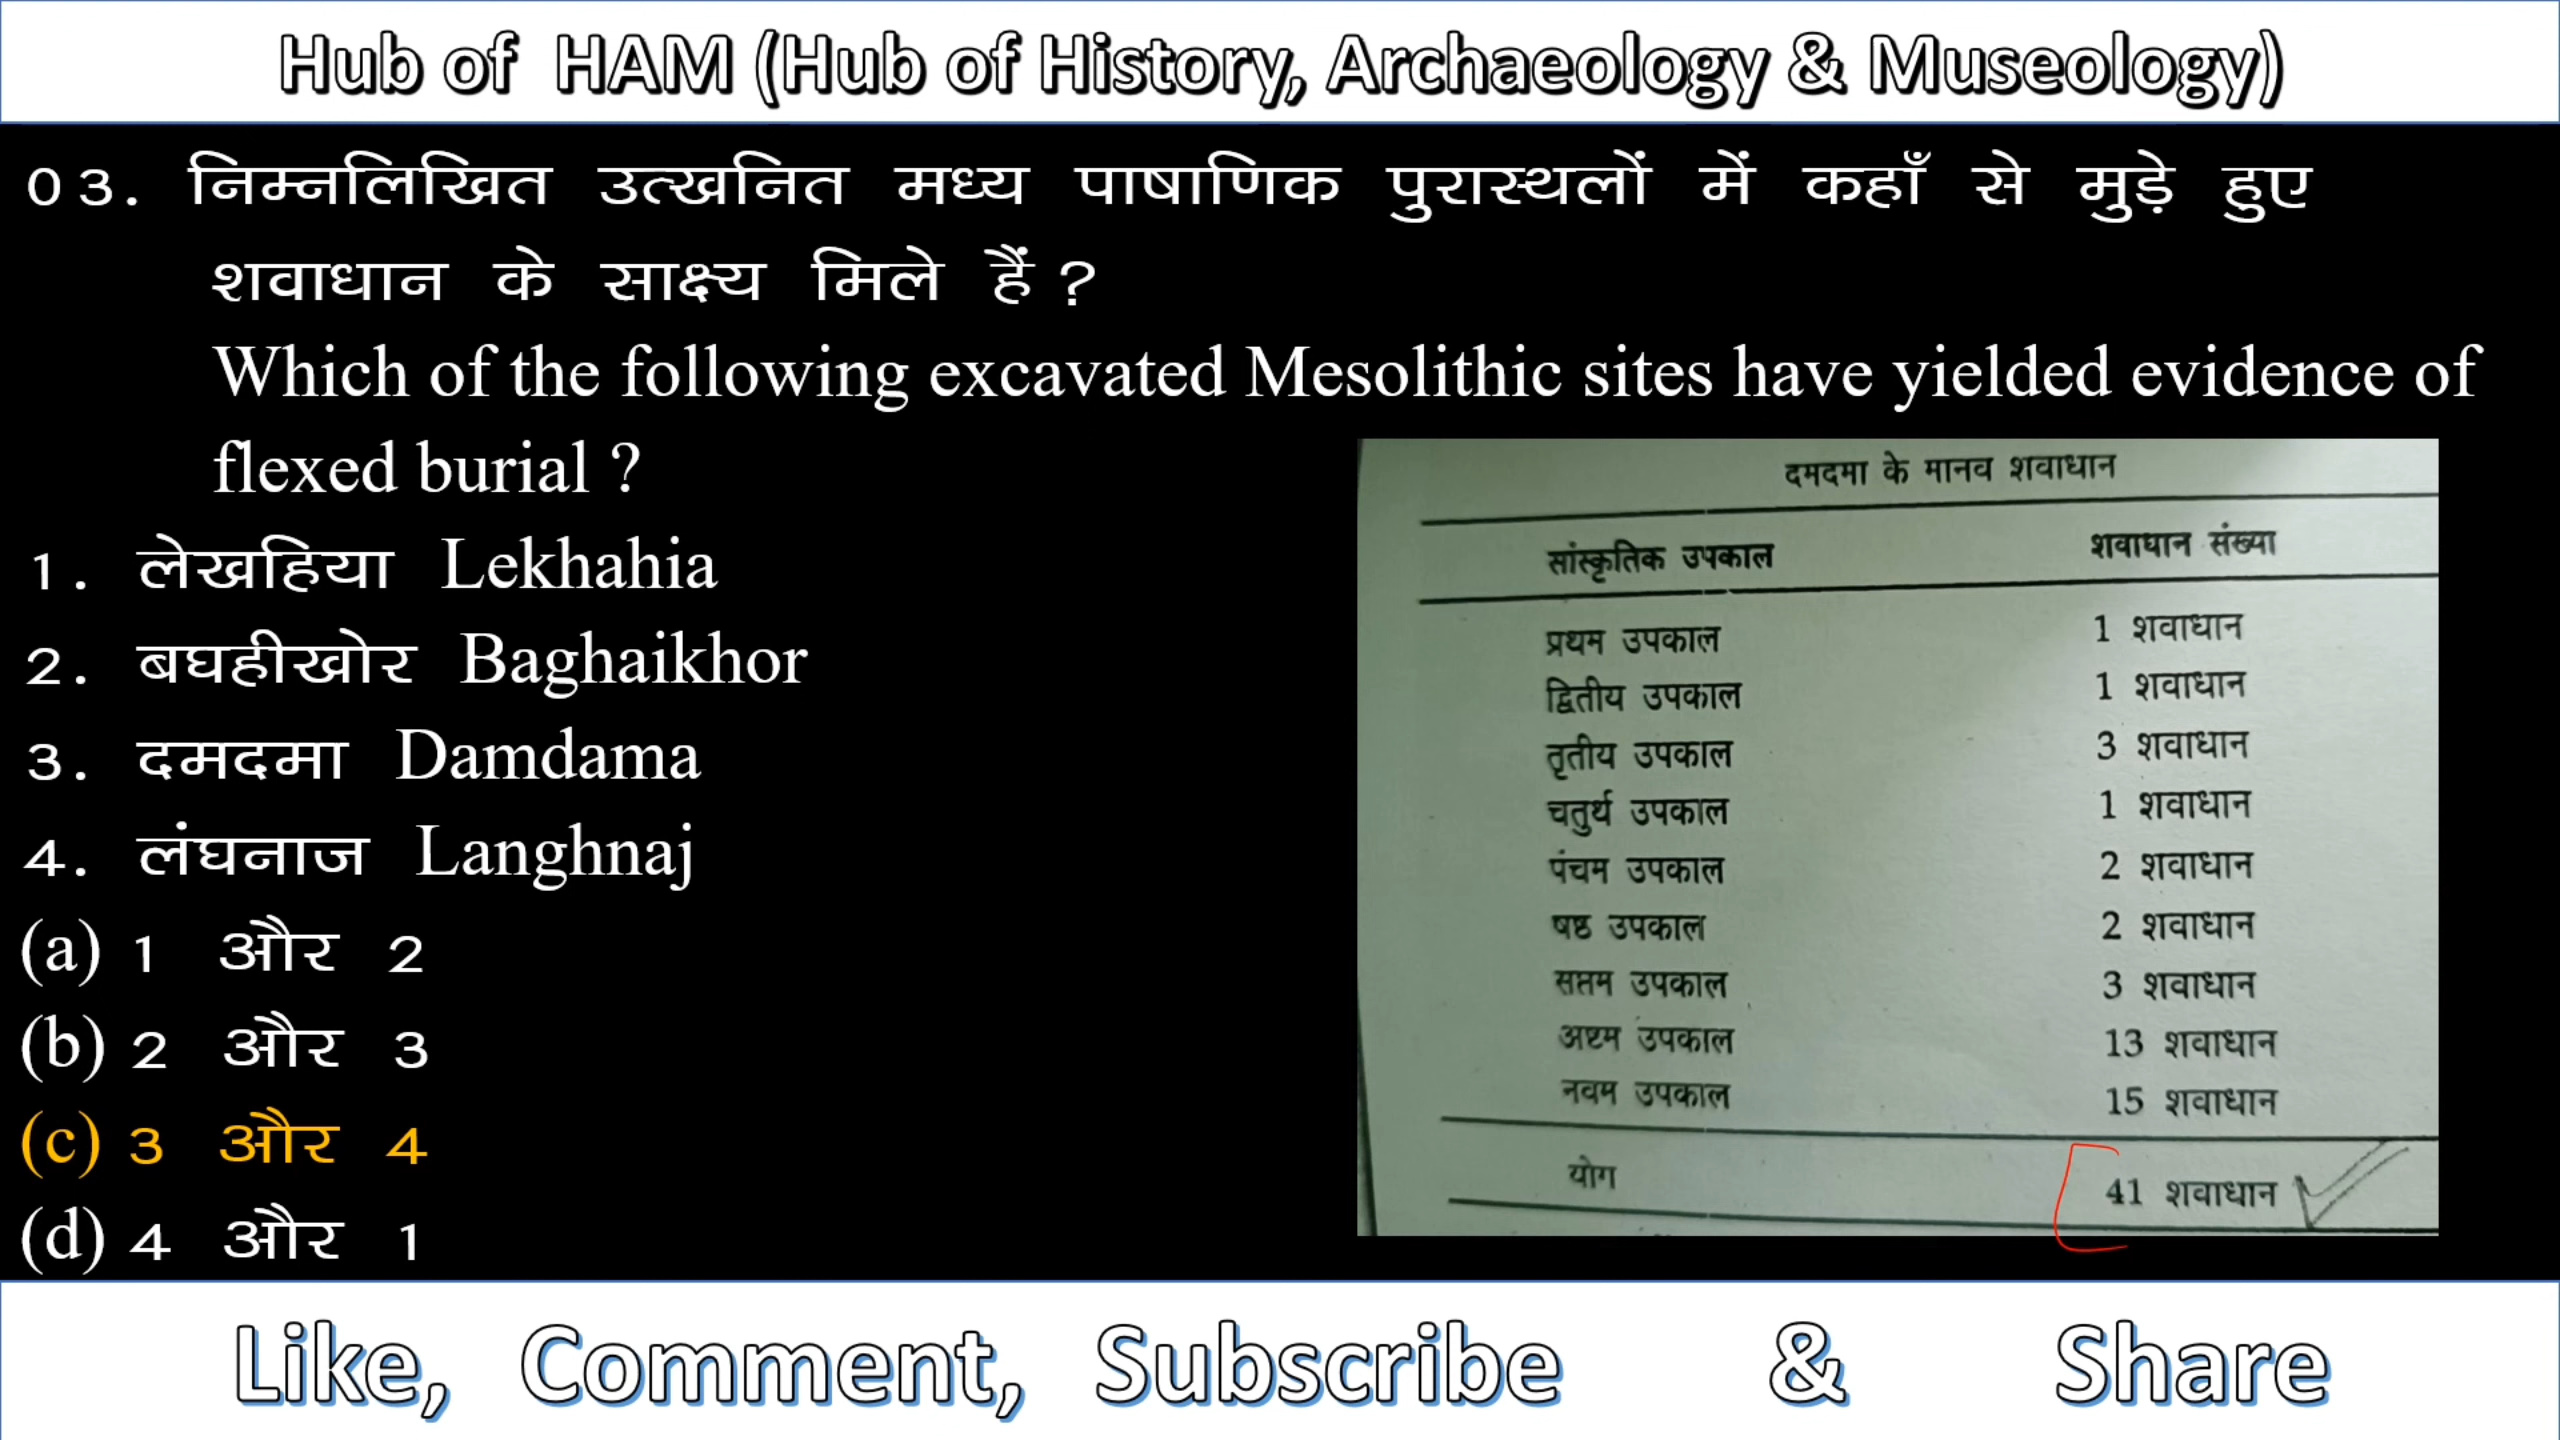 Hub of HAM (Hub of History, Archaeology & Museology)
03. निम्नलिखित उत्खनित मध्य पाषाणिक पुरास्थलों में कहाँ से मुड़े हुए
शवाधान के साक्ष्य मिले हैं ?
Which of the following excavated Mesolithic sites have yielded evidence of
flexed burial ?
1. लेखहिया Lekhahia
2. बघहीखोर Baghaikhor
3. दमदमा Damdama
4. लंघनाज Langhnaj
(a) 1 और 2
(b) 2 और 3
(c) 3 और 4
(d) 4 और 1
दमदमा के मानव शवाधान
सांस्कृतिक उपकाल शवाधान संख्या
प्रथम उपकाल 1 शवाधान
द्वितीय उपकाल 1 शवाधान
तृतीय उपकाल 3 शवाधान
चतुर्थ उपकाल 1 शवाधान
पंचम उपकाल 2 शवाधान
षष्ठ उपकाल 2 शवाधान
सप्तम उपकाल 3 शवाधान
अष्टम उपकाल 13 शवाधान
नवम उपकाल 15 शवाधान
योग 41 शवाधान
Like, Comment, Subscribe & Share